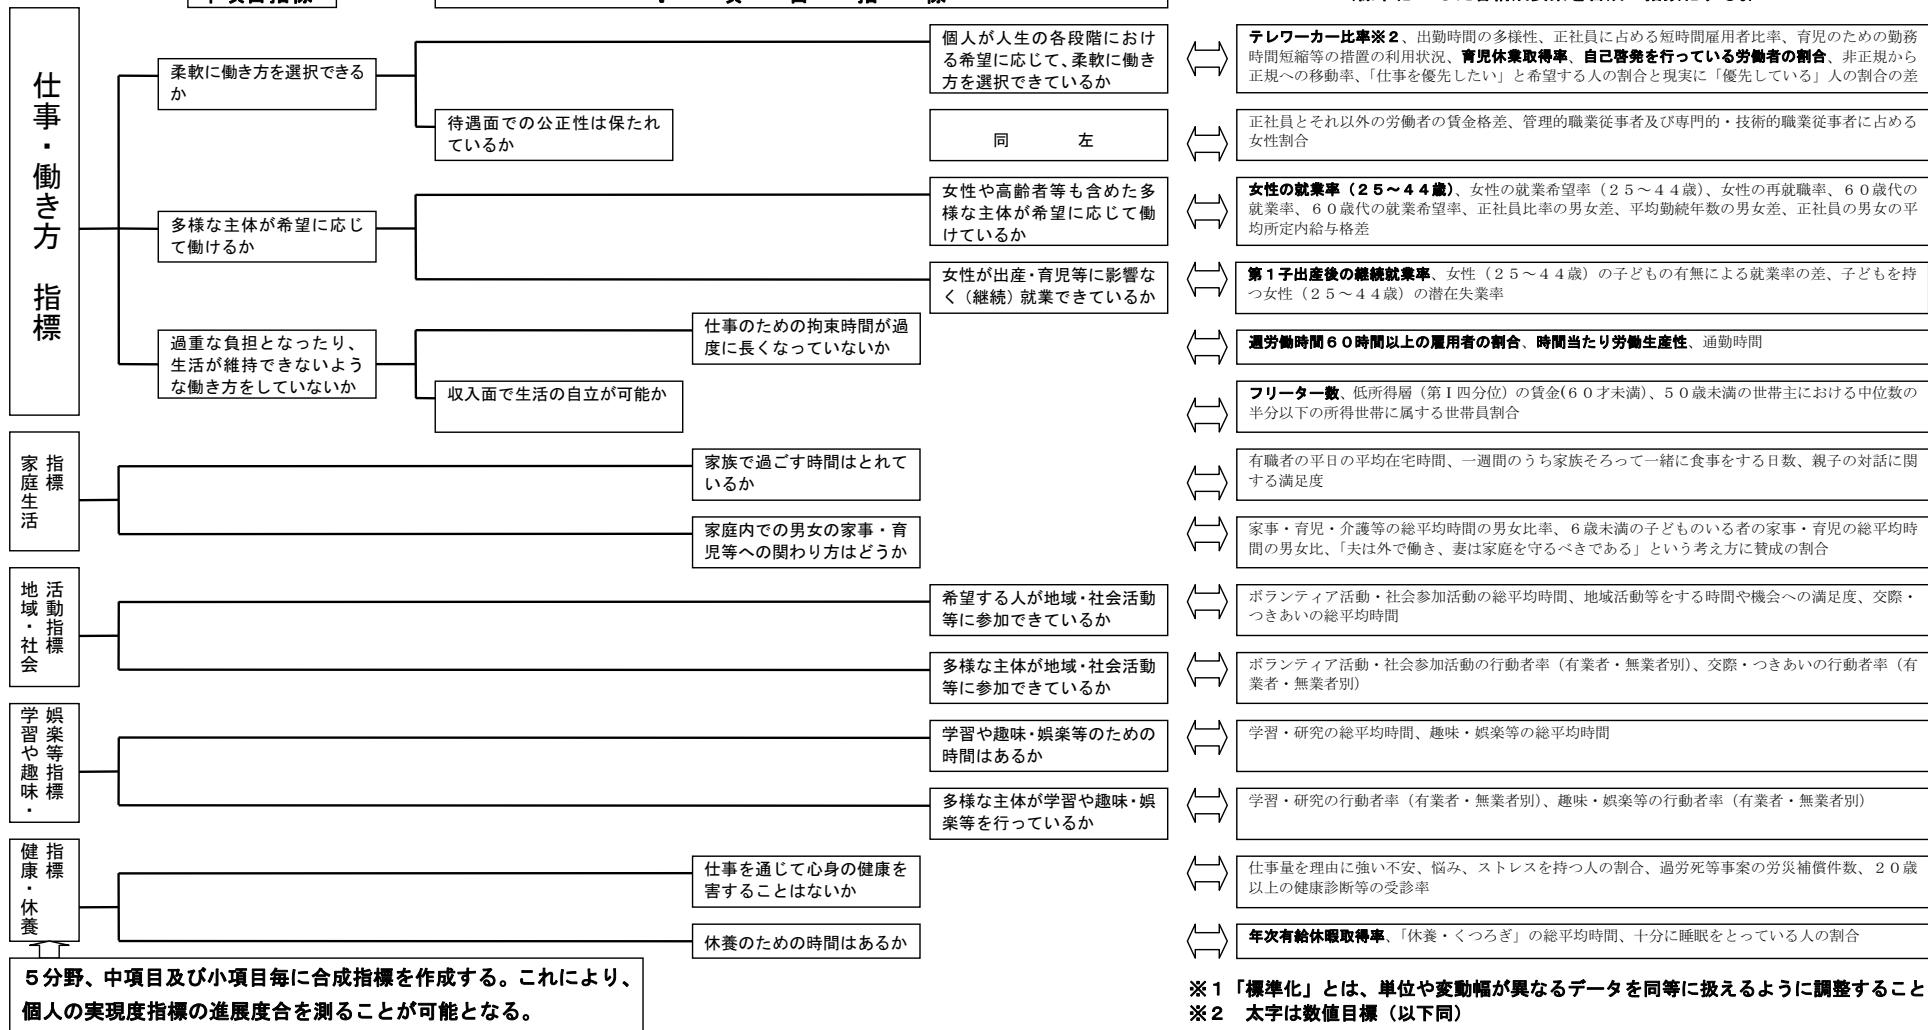 中項目指標
仕事・働き方 指標
柔軟に働き方を選択できる
か
個人が人生の各段階におけ
る希望に応じて、柔軟に働き
方を選択できているか
テレワーカー比率※2、出勤時間の多様性、正社員に占める短時間雇用者比率、育児のための勤務
時間短縮等の措置の利用状況、育児休業取得率、自己啓発を行っている労働者の割合、非正規から
正規への移動率、「仕事を優先したい」と希望する人の割合と現実に「優先している」人の割合の差
待遇面での公正性は保たれ
ているか
同 左
正社員とそれ以外の労働者の賃金格差、管理的職業従事者及び専門的・技術的職業従事者に占める
女性割合
多様な主体が希望に応じ
て働けるか
女性や高齢者等も含めた多
様な主体が希望に応じて働
けているか
女性の就業率(25~44歳)、女性の就業希望率(25~44歳)、女性の再就職率、60歳代の
就業率、60歳代の就業希望率、正社員比率の男女差、平均勤続年数の男女差、正社員の男女の平
均所定内給与格差
女性が出産・育児等に影響な
く(継続)就業できているか
第1子出産後の継続就業率、女性(25~44歳)の子どもの有無による就業率の差、子どもを持
つ女性(25~44歳)の潜在失業率
過重な負担となったり、
生活が維持できないよう
な働き方をしていないか
仕事のための拘束時間が過
度に長くなっていないか
週労働時間60時間以上の雇用者の割合、時間当たり労働生産性、通勤時間
収入面で生活の自立が可能か
フリーター数、低所得層(第Ⅰ四分位)の賃金(60才未満)、50歳未満の世帯主における中位数の
半分以下の所得世帯に属する世帯員割合
家庭生活
指標
家族で過ごす時間はとれて
いるか
有職者の平日の平均在宅時間、一週間のうち家族そろって一緒に食事をする日数、親子の対話に関
する満足度
家庭内での男女の家事・育
児等への関わり方はどうか
家事・育児・介護等の総平均時間の男女比率、6歳未満の子どものいる者の家事・育児の総平均時
間の男女比、「夫は外で働き、妻は家庭を守るべきである」という考え方に賛成の割合
地域・社会
活動指標
希望する人が地域・社会活動
等に参加できているか
ボランティア活動・社会参加活動の総平均時間、地域活動等をする時間や機会への満足度、交際・
つきあいの総平均時間
多様な主体が地域・社会活動
等に参加できているか
ボランティア活動・社会参加活動の行動者率(有業者・無業者別)、交際・つきあいの行動者率(有
業者・無業者別)
学習や趣味・
娯楽等指標
学習や趣味・娯楽等のための
時間はあるか
学習・研究の総平均時間、趣味・娯楽等の総平均時間
多様な主体が学習や趣味・娯
楽等を行っているか
学習・研究の行動者率(有業者・無業者別)、趣味・娯楽等の行動者率(有業者・無業者別)
健康・休養
指標
仕事を通じて心身の健康を
害することはないか
仕事量を理由に強い不安、悩み、ストレスを持つ人の割合、過労死等事案の労災補償件数、20歳
以上の健康診断等の受診率
休養のための時間はあるか
年次有給休暇取得率、「休養・くつろぎ」の総平均時間、十分に睡眠をとっている人の割合
5分野、中項目及び小項目毎に合成指標を作成する。これにより、
個人の実現度指標の進展度合を測ることが可能となる。
※1「標準化」とは、単位や変動幅が異なるデータを同等に扱えるように調整すること
※2 太字は数値目標(以下同)